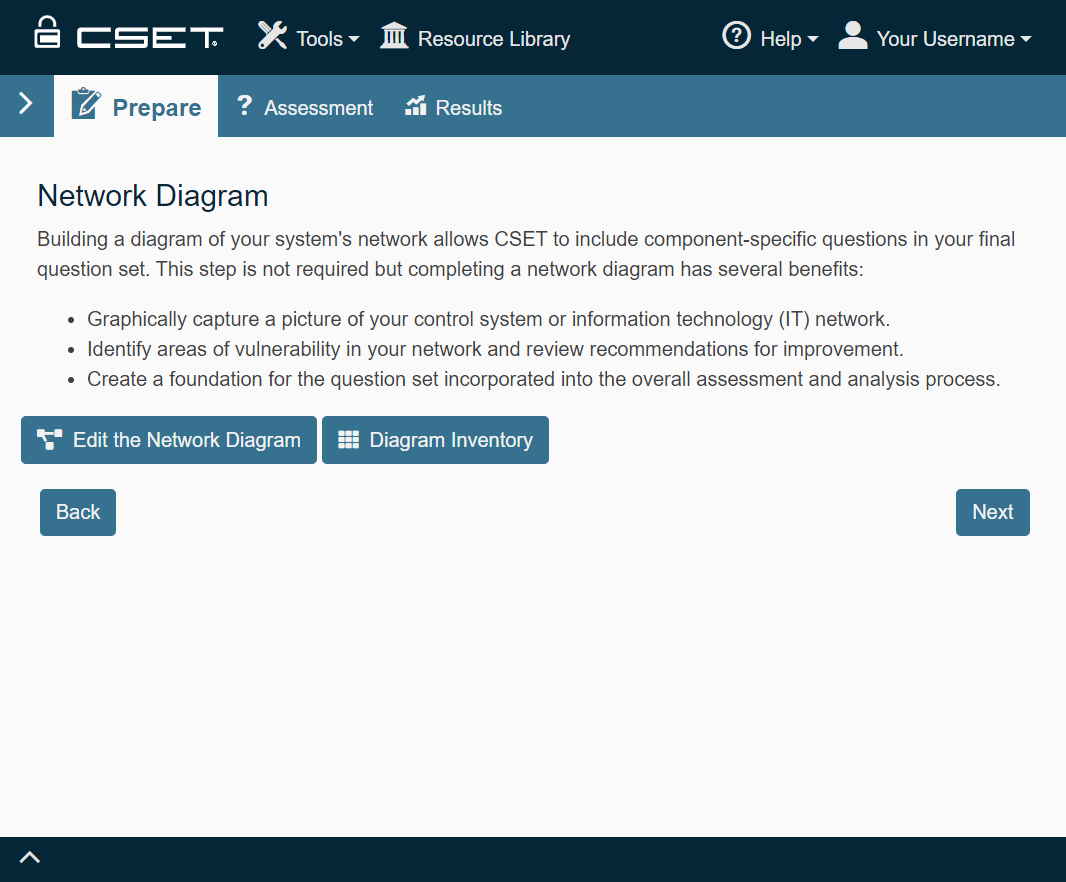 CSET
Tools
Resource Library
Help
Your Username
Prepare
Assessment
Results
Network Diagram
Building a diagram of your system's network allows CSET to include component-specific questions in your final
question set. This step is not required but completing a network diagram has several benefits:
Graphically capture a picture of your control system or information technology (IT) network.
Identify areas of vulnerability in your network and review recommendations for improvement.
Create a foundation for the question set incorporated into the overall assessment and analysis process.
Edit the Network Diagram
Diagram Inventory
Back
Next